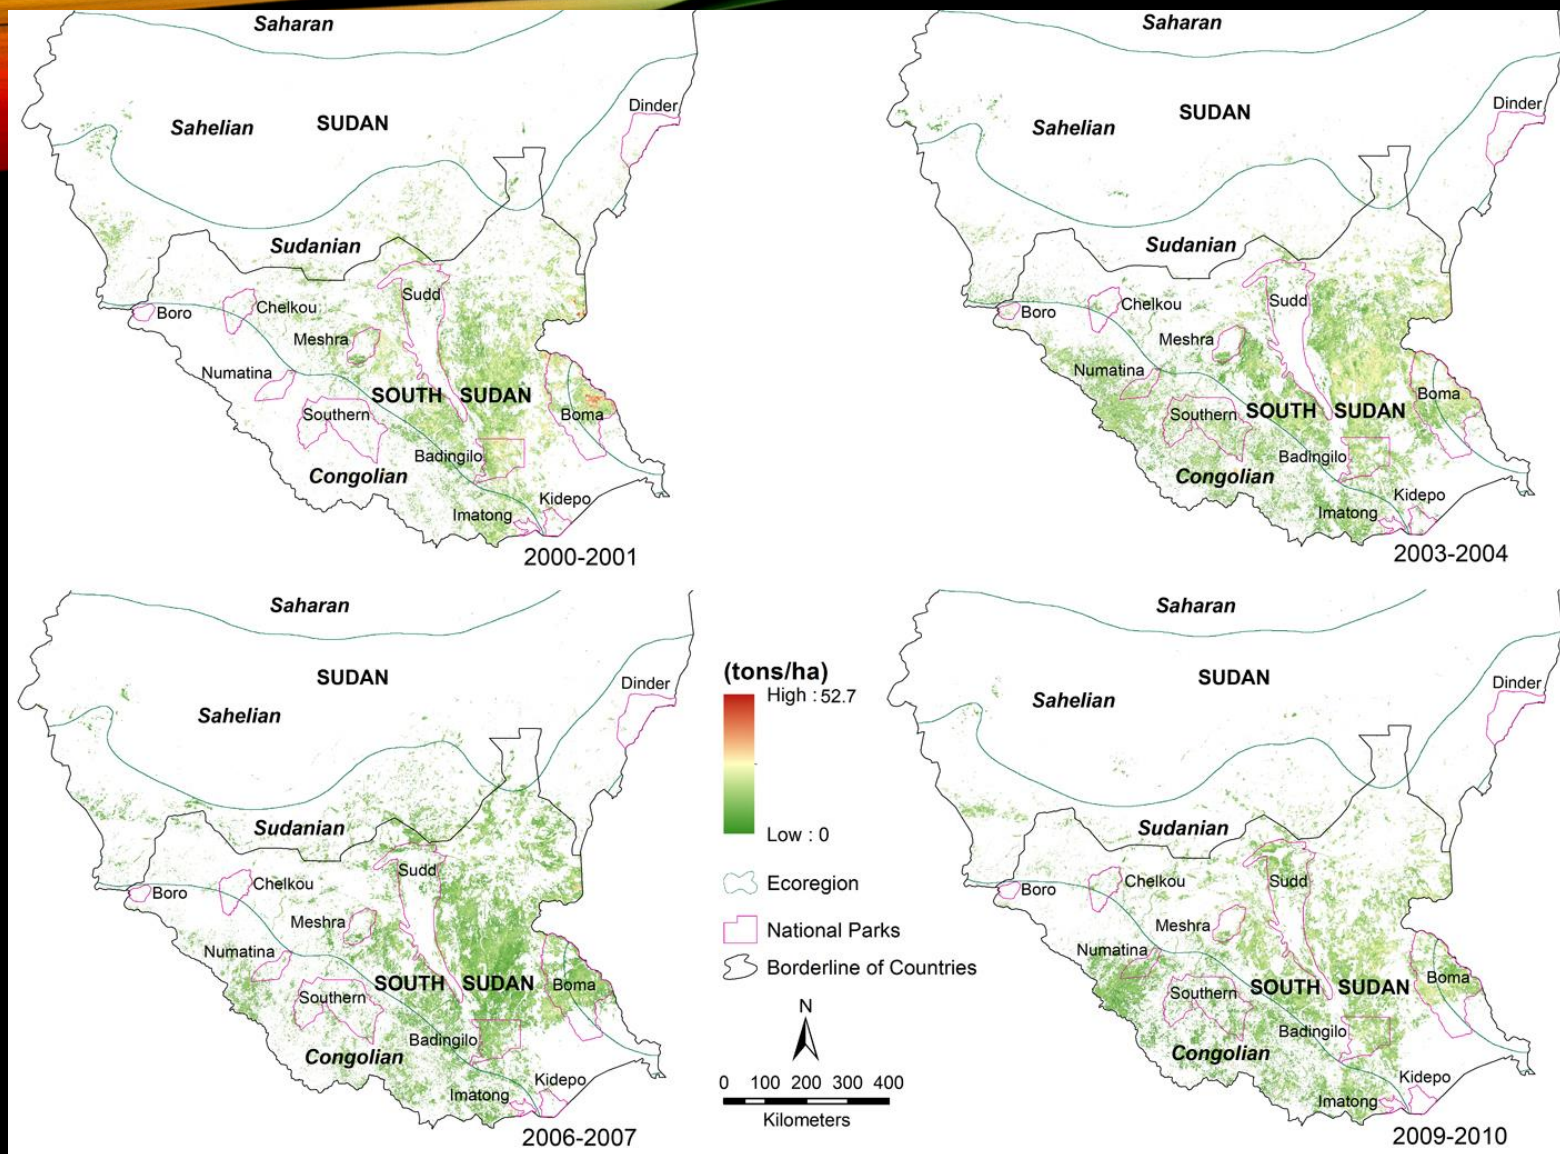 Saharan
Sahelian
SUDAN
Dinder
Sudanian
Sudd
Boro
Chelkou
Meshra
Numatina
SOUTH SUDAN
Southern
Boma
Badingilo
Congolian
Kidepo
Imatong
2000-2001
Saharan
SUDAN
Dinder
Sahelian
Sudanian
Sudd
Boro
Chelkou
Meshra
Numatina
Boma
Southern
SOUTH SUDAN
Badingilo
Congolian
Kidepo
Imatong
2003-2004
Saharan
SUDAN
Dinder
Sahelian
Sudanian
Sudd
Boro
Chelkou
Meshra
Numatina
SOUTH SUDAN
Boma
Southern
Badingilo
Congolian
Kidepo
Imatong
2006-2007
(tons/ha)
High : 52.7
Low : 0
Ecoregion
National Parks
Borderline of Countries
N
0 100 200 300 400
Kilometers
Saharan
SUDAN
Dinder
Sahelian
Sudanian
Sudd
Boro
Chelkou
Meshra
Numatina
Boma
Southern
SOUTH SUDAN
Badingilo
Congolian
Kidepo
Imatong
2009-2010